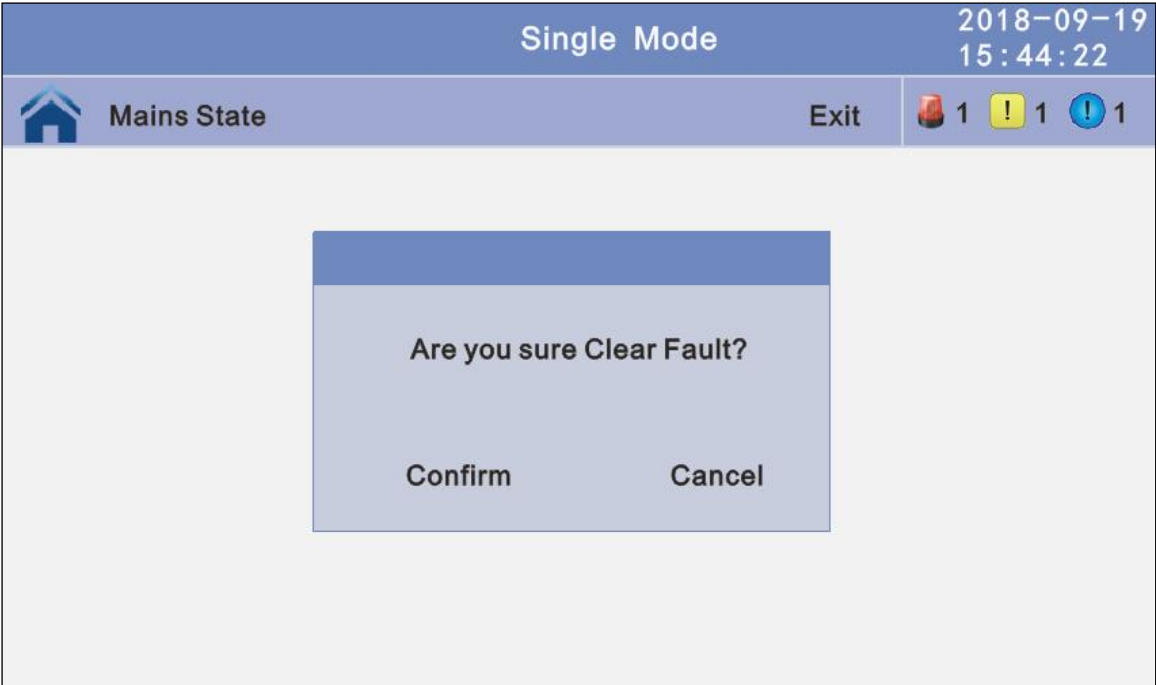 Single Mode
2018-09-19
15:44:22
Mains State
Exit
1
! 1
! 1
Are you sure Clear Fault?
Confirm
Cancel